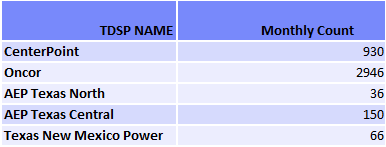 TDSP NAME Monthly Count
CenterPoint 930
Oncor 2946
AEP Texas North 36
AEP Texas Central 150
Texas New Mexico Power 66